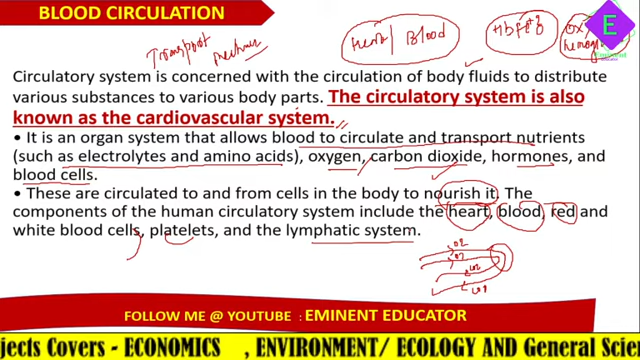 BLOOD CIRCULATION
Transport
Heart / Blood
E
Circulatory system is concerned with the circulation of body fluids to distribute
various substances to various body parts. The circulatory system is also
known as the cardiovascular system.
• It is an organ system that allows blood to circulate and transport nutrients
(such as electrolytes and amino acids), oxygen, carbon dioxide, hormones, and
blood cells.
• These are circulated to and from cells in the body to nourish it. The
components of the human circulatory system include the heart, blood, red and
white blood cells, platelets, and the lymphatic system.
O2
O2
CO2
CO2
FOLLOW ME @ YOUTUBE : EMINENT EDUCATOR
jects Covers - ECONOMICS , ENVIRONMENT/ ECOLOGY AND General Scie